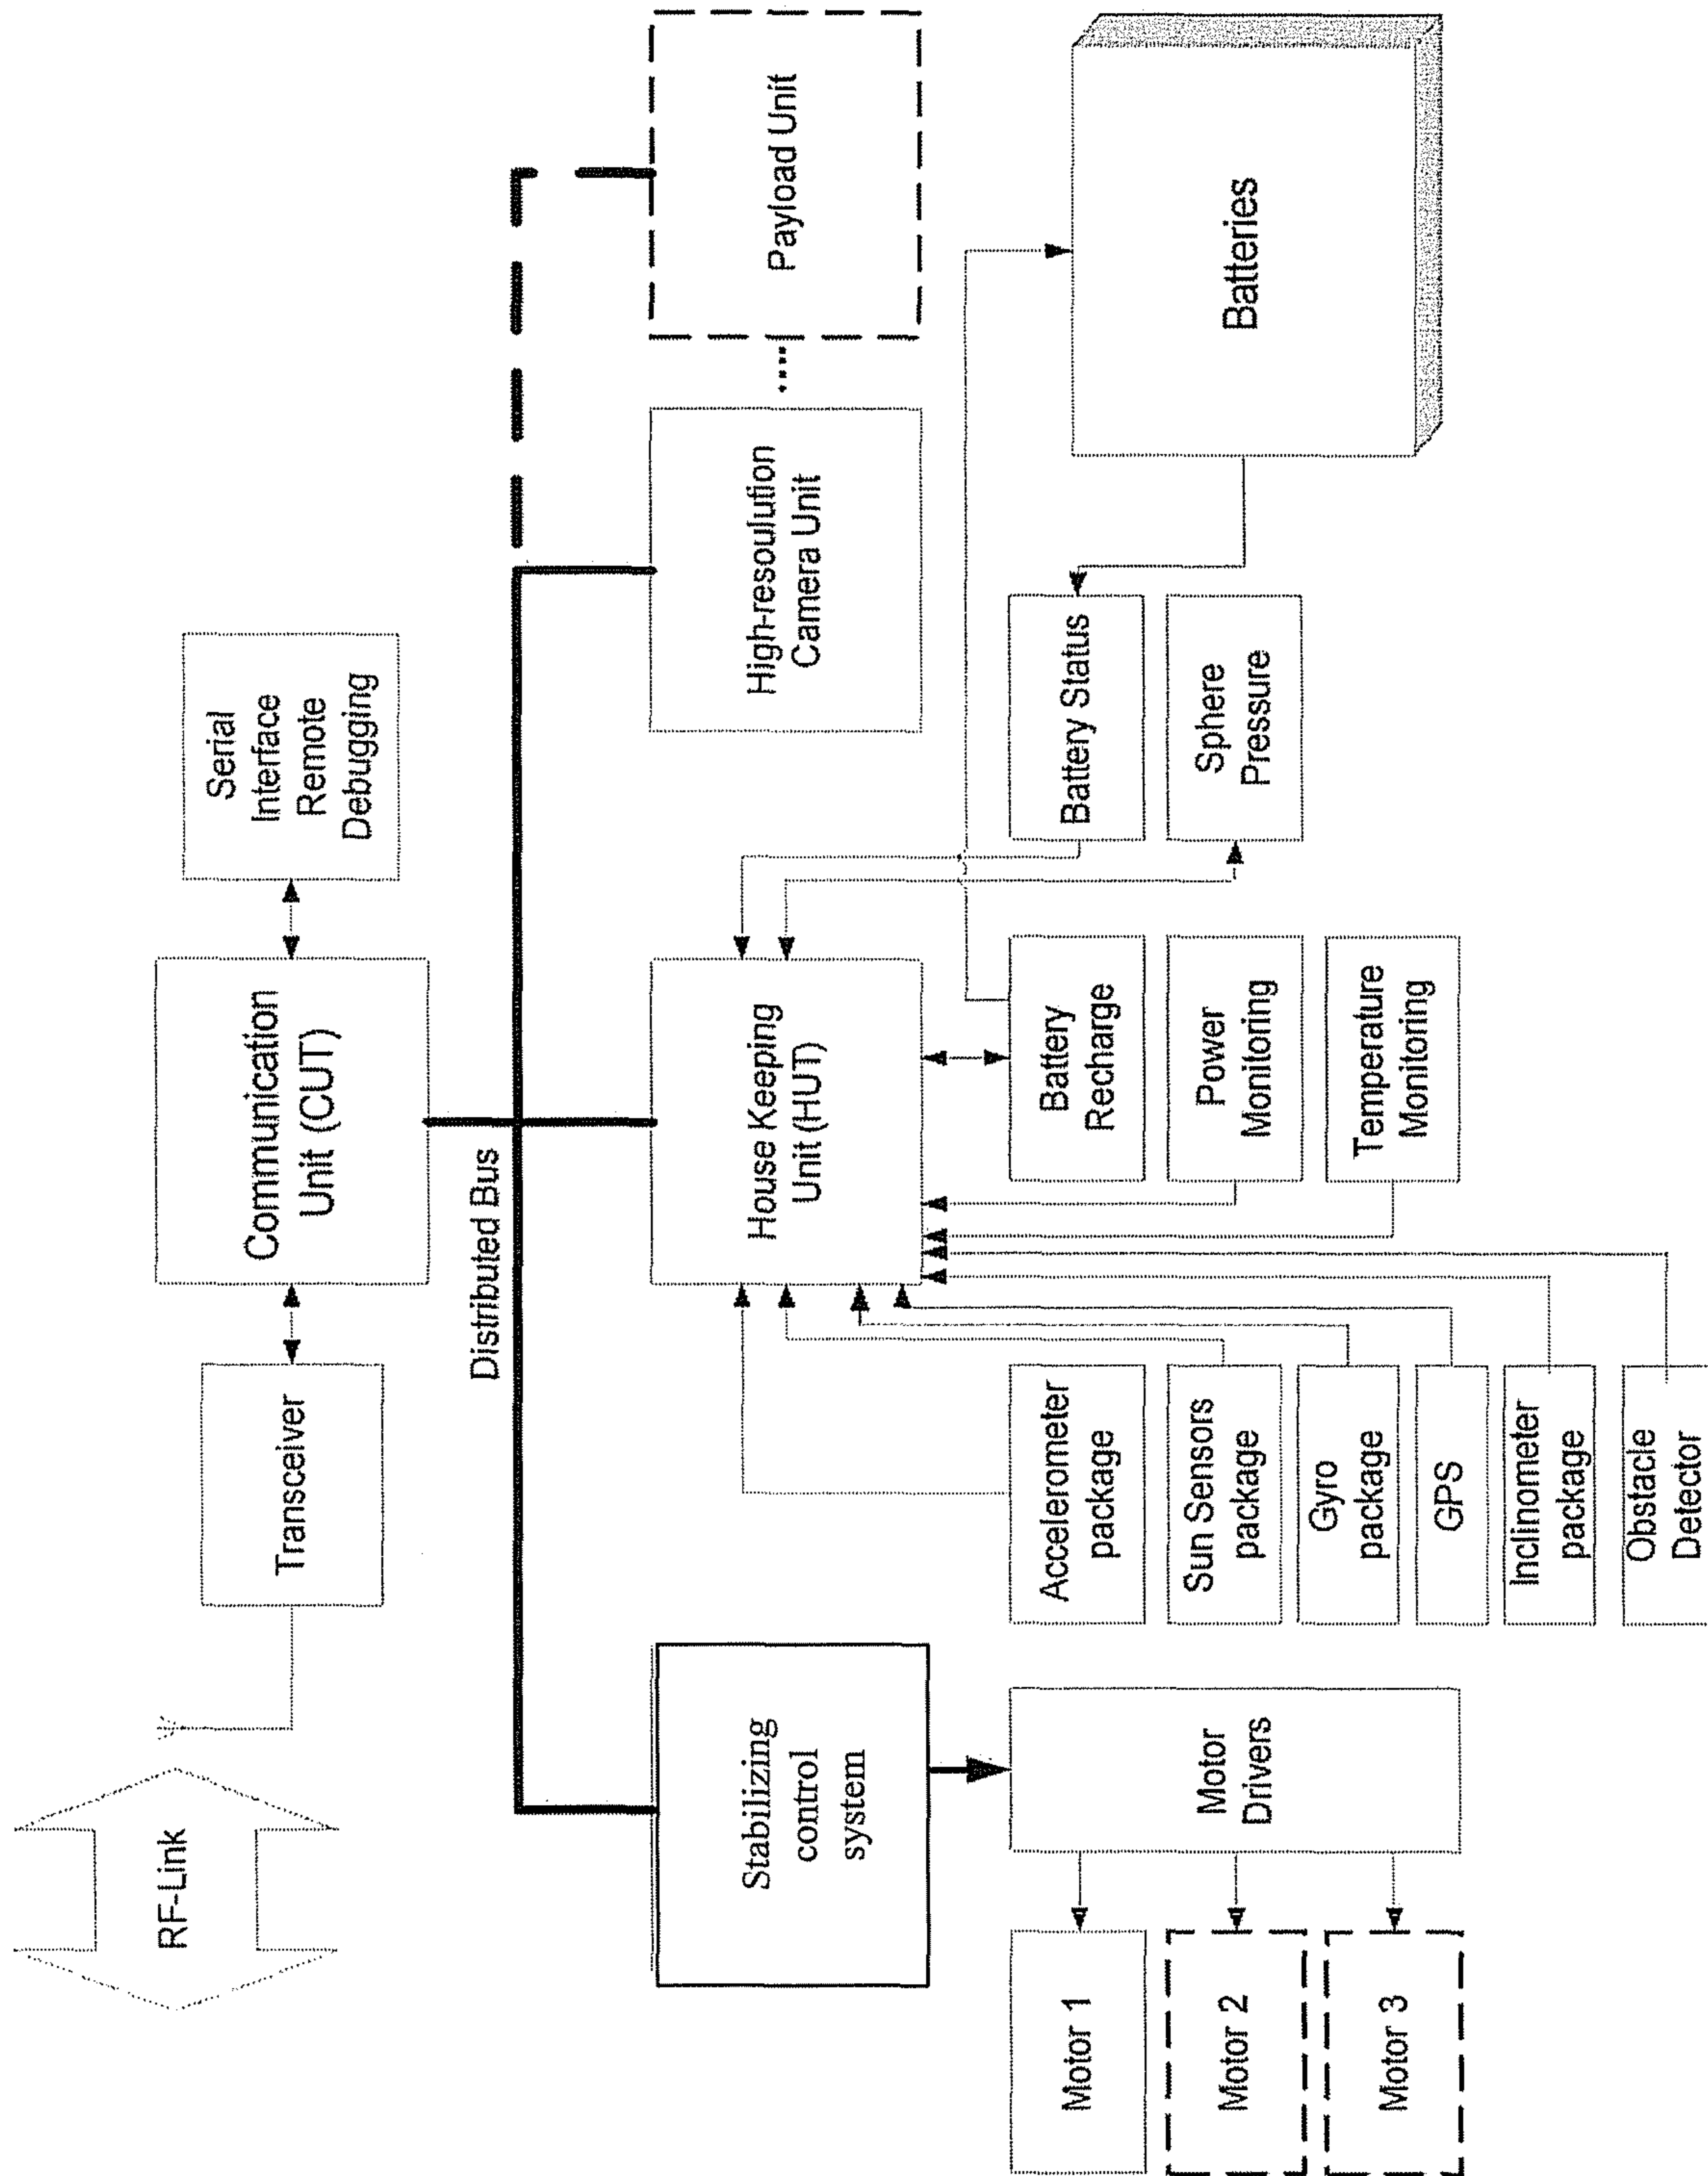 RF-Link
Transceiver
Communication
Unit (CUT)
Serial
Interface
Remote
Debugging
Distributed Bus
Stabilizing
control
system
House Keeping
Unit (HUT)
High-resoulution
Camera Unit
Payload Unit
Motor 1
Motor 2
Motor 3
Motor
Drivers
Accelerometer
package
Sun Sensors
package
Gyro
package
GPS
Inclinometer
package
Obstacle
Detector
Battery
Recharge
Power
Monitoring
Temperature
Monitoring
Battery Status
Sphere
Pressure
Batteries